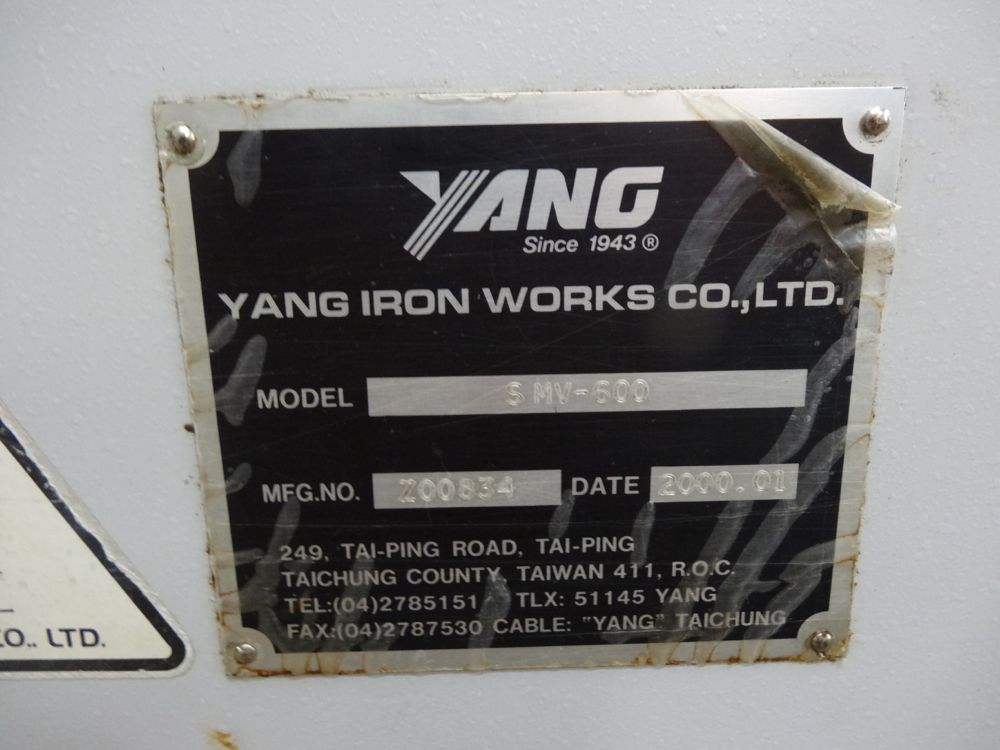 YANG
Since 1943 ®
YANG IRON WORKS CO.,LTD.
MODEL SMV-600
MFG.NO. Z00834 DATE 2000.01
249, TAI-PING ROAD, TAI-PING
TAICHUNG COUNTY, TAIWAN 411, R.O.C.
TEL:(04)2785151 TLX: 51145 YANG
FAX:(04)2787530 CABLE: "YANG" TAICHUNG
CO., LTD.